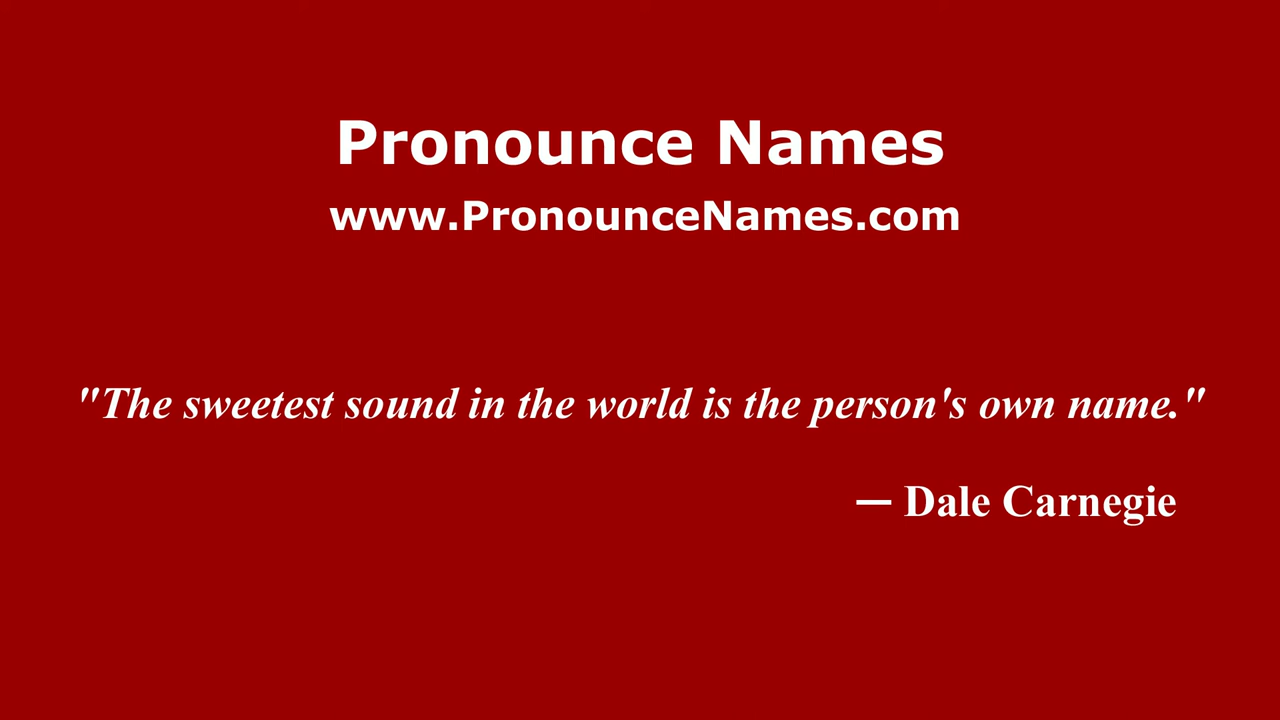 Pronounce Names
www.PronounceNames.com
"The sweetest sound in the world is the person's own name."
— Dale Carnegie